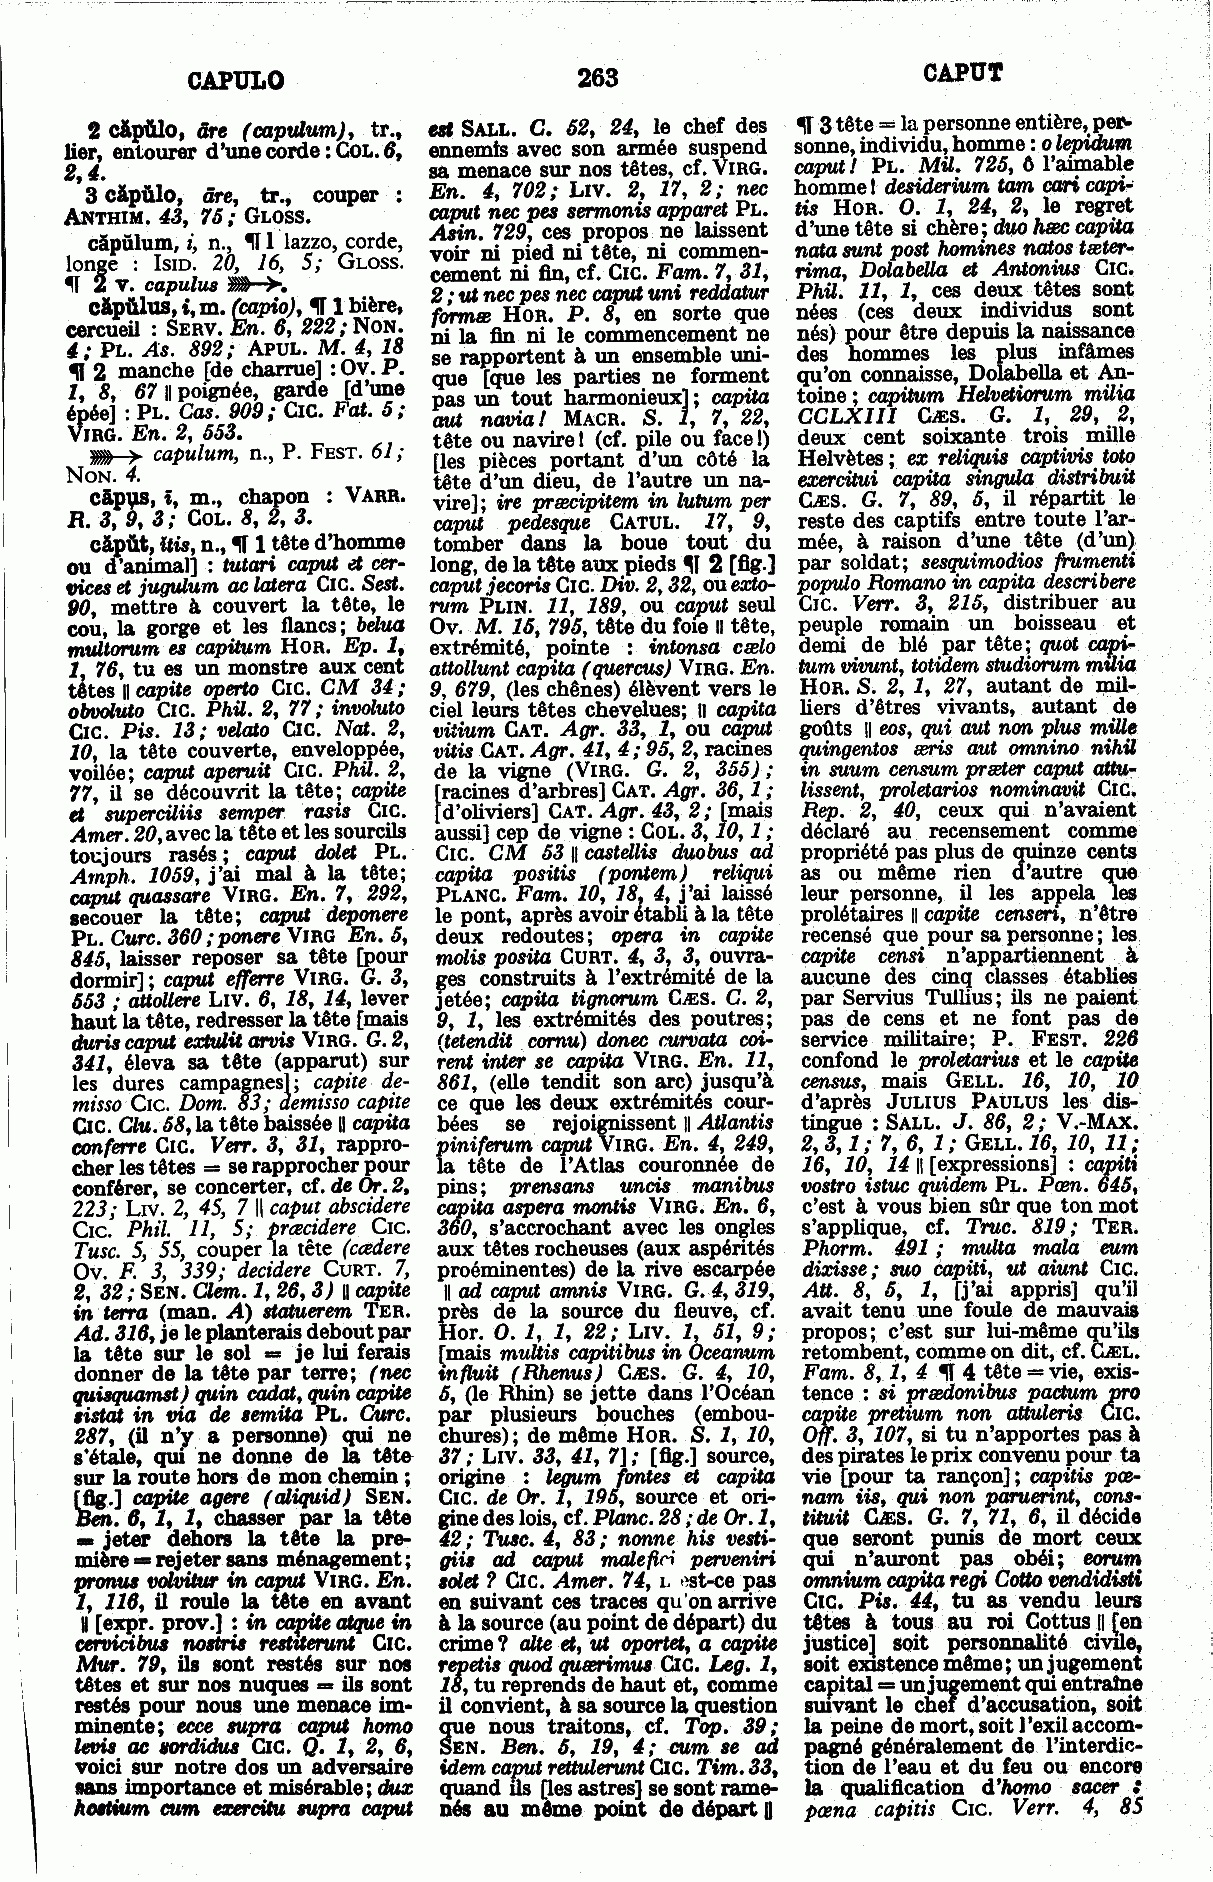 CAPULO
263
CAPUT
2 căpŭlo, āre (capulum), tr.,
lier, entourer d'une corde : COL. 6,
2, 4.
3 căpŭlo, āre, tr., couper :
ANTHIM. 43, 75 ; GLOSS.
căpŭlum, i, n., ¶ 1 lazzo, corde,
longe : ISID. 20, 16, 5; GLOSS.
¶ 2 v. capulus ⟫⟶.
căpŭlus, i, m. (capio), ¶ 1 bière,
cercueil : SERV. En. 6, 222 ; NON.
4 ; PL. As. 892 ; APUL. M. 4, 18
¶ 2 manche [de charrue] : OV. P.
1, 8, 67 ‖ poignée, garde [d'une
épée] : PL. Cas. 909 ; CIC. Fat. 5 ;
VIRG. En. 2, 553.
⟫⟶ capulum, n., P. FEST. 61 ;
NON. 4.
cāpus, i, m., chapon : VARR.
R. 3, 9, 3 ; COL. 8, 2, 3.
căpŭt, ĭtis, n., ¶ 1 tête d'homme
ou d'animal] : tutari caput et cer-
vices et jugulum ac latera CIC. Sest.
90, mettre à couvert la tête, le
cou, la gorge et les flancs; belua
multorum es capitum HOR. Ep. 1,
1, 76, tu es un monstre aux cent
têtes ‖ capite operto CIC. CM 34 ;
obvoluto CIC. Phil. 2, 77 ; involuto
CIC. Pis. 13 ; velato CIC. Nat. 2,
10, la tête couverte, enveloppée,
voilée; caput aperuit CIC. Phil. 2,
77, il se découvrit la tête; capite
et superciliis semper rasis CIC.
Amer. 20, avec la tête et les sourcils
toujours rasés ; caput dolet PL.
Amph. 1059, j'ai mal à la tête;
caput quassare VIRG. En. 7, 292,
secouer la tête; caput deponere
PL. Curc. 360 ; ponere VIRG En. 5,
845, laisser reposer sa tête [pour
dormir] ; caput efferre VIRG. G. 3,
553 ; attollere LIV. 6, 18, 14, lever
haut la tête, redresser la tête [mais
duris caput extulit arvis VIRG. G. 2,
341, éleva sa tête (apparut) sur
les dures campagnes]; capite de-
misso CIC. Dom. 83; demisso capite
CIC. Clu. 58, la tête baissée ‖ capita
conferre CIC. Verr. 3, 31, rappro-
cher les têtes = se rapprocher pour
conférer, se concerter, cf. de Or. 2,
223; LIV. 2, 45, 7 ‖ caput abscidere
CIC. Phil. 11, 5; præcidere CIC.
Tusc. 5, 55, couper la tête (cædere
OV. F. 3, 339; decidere CURT. 7,
2, 32 ; SEN. Clem. 1, 26, 3) ‖ capite
in terra (man. A) statuerem TER.
Ad. 316, je le planterais debout par
la tête sur le sol = je lui ferais
donner de la tête par terre; (nec
quisquamst) quin cadat, quin capite
sistat in via de semita PL. Curc.
287, (il n'y a personne) qui ne
s'étale, qui ne donne de la tête
sur la route hors de mon chemin ;
[fig.] capite agere (aliquid) SEN.
Ben. 6, 1, 1, chasser par la tête
= jeter dehors la tête la pre-
mière = rejeter sans ménagement ;
pronus volvitur in caput VIRG. En.
1, 116, il roule la tête en avant
‖ [expr. prov.] : in capite atque in
cervicibus nostris restiterunt CIC.
Mur. 79, ils sont restés sur nos
têtes et sur nos nuques = ils sont
restés pour nous une menace im-
minente; ecce supra caput homo
levis ac sordidus CIC. Q. 1, 2, 6,
voici sur notre dos un adversaire
sans importance et misérable ; dux
hostium cum exercitu supra caput
est SALL. C. 52, 24, le chef des
ennemis avec son armée suspend
sa menace sur nos têtes, cf. VIRG.
En. 4, 702 ; LIV. 2, 17, 2 ; nec
caput nec pes sermonis apparet PL.
Asin. 729, ces propos ne laissent
voir ni pied ni tête, ni commen-
cement ni fin, cf. CIC. Fam. 7, 31,
2 ; ut nec pes nec caput uni reddatur
formæ HOR. P. 8, en sorte que
ni la fin ni le commencement ne
se rapportent à un ensemble uni-
que [que les parties ne forment
pas un tout harmonieux] ; capita
aut navia! MACR. S. 1, 7, 22,
tête ou navire! (cf. pile ou face!)
[les pièces portant d'un côté la
tête d'un dieu, de l'autre un na-
vire]; ire præcipitem in lutum per
caput pedesque CATUL. 17, 9,
tomber dans la boue tout du
long, de la tête aux pieds ¶ 2 [fig.]
caput jecoris CIC. Div. 2, 32, ou exto-
rum PLIN. 11, 189, ou caput seul
OV. M. 15, 795, tête du foie ‖ tête,
extrémité, pointe : intonsa cælo
attollunt capita (quercus) VIRG. En.
9, 679, (les chênes) élèvent vers le
ciel leurs têtes chevelues; ‖ capita
vitium CAT. Agr. 33, 1, ou caput
vitis CAT. Agr. 41, 4 ; 95, 2, racines
de la vigne (VIRG. G. 2, 355) ;
[racines d'arbres] CAT. Agr. 36, 1 ;
[d'oliviers] CAT. Agr. 43, 2 ; [mais
aussi] cep de vigne : COL. 3, 10, 1 ;
CIC. CM 53 ‖ castellis duobus ad
capita positis (pontem) reliqui
PLANC. Fam. 10, 18, 4, j'ai laissé
le pont, après avoir établi à la tête
deux redoutes; opera in capite
molis posita CURT. 4, 3, 3, ouvra-
ges construits à l'extrémité de la
jetée; capita tignorum CÆS. C. 2,
9, 1, les extrémités des poutres;
(tetendit cornu) donec curvata coi-
rent inter se capita VIRG. En. 11,
861, (elle tendit son arc) jusqu'à
ce que les deux extrémités cour-
bées se rejoignissent ‖ Atlantis
piniferum caput VIRG. En. 4, 249,
la tête de l'Atlas couronnée de
pins; prensans uncis manibus
capita aspera montis VIRG. En. 6,
360, s'accrochant avec les ongles
aux têtes rocheuses (aux aspérités
proéminentes) de la rive escarpée
‖ ad caput amnis VIRG. G. 4, 319,
près de la source du fleuve, cf.
Hor. O. 1, 1, 22 ; LIV. 1, 51, 9 ;
[mais multis capitibus in Oceanum
influit (Rhenus) CÆS. G. 4, 10,
5, (le Rhin) se jette dans l'Océan
par plusieurs bouches (embou-
chures); de même HOR. S. 1, 10,
37 ; LIV. 33, 41, 7] ; [fig.] source,
origine : legum fontes et capita
CIC. de Or. 1, 195, source et ori-
gine des lois, cf. Planc. 28 ; de Or. 1,
42 ; Tusc. 4, 83 ; nonne his vesti-
giis ad caput malefici perveniri
solet ? CIC. Amer. 74, est-ce pas
en suivant ces traces qu'on arrive
à la source (au point de départ) du
crime ? alte et, ut oportet, a capite
repetis quod quærimus CIC. Leg. 1,
18, tu reprends de haut et, comme
il convient, à sa source la question
que nous traitons, cf. Top. 39 ;
SEN. Ben. 5, 19, 4 ; cum se ad
idem caput rettulerunt CIC. Tim. 33,
quand ils [les astres] se sont rame-
nés au même point de départ ‖
¶ 3 tête = la personne entière, per-
sonne, individu, homme : o lepidum
caput! PL. Mil. 725, ô l'aimable
homme! desiderium tam cari capi-
tis HOR. O. 1, 24, 2, le regret
d'une tête si chère ; duo hæc capita
nata sunt post homines natos tæter-
rima, Dolabella et Antonius CIC.
Phil. 11, 1, ces deux têtes sont
nées (ces deux individus sont
nés) pour être depuis la naissance
des hommes les plus infâmes
qu'on connaisse, Dolabella et An-
toine ; capitum Helvetiorum milia
CCLXIII CÆS. G. 1, 29, 2,
deux cent soixante trois mille
Helvètes ; ex reliquis captivis toto
exercitui capita singula distribuit
CÆS. G. 7, 89, 5, il répartit le
reste des captifs entre toute l'ar-
mée, à raison d'une tête (d'un)
par soldat; sesquimodios frumenti
populo Romano in capita describere
CIC. Verr. 3, 215, distribuer au
peuple romain un boisseau et
demi de blé par tête ; quot capi-
tum vivunt, totidem studiorum milia
HOR. S. 2, 1, 27, autant de mil-
liers d'êtres vivants, autant de
goûts ‖ eos, qui aut non plus mille
quingentos æris aut omnino nihil
in suum censum præter caput attu-
lissent, proletarios nominavit CIC.
Rep. 2, 40, ceux qui n'avaient
déclaré au recensement comme
propriété pas plus de quinze cents
as ou même rien d'autre que
leur personne, il les appela les
prolétaires ‖ capite censeri, n'être
recensé que pour sa personne ; les
capite censi n'appartiennent à
aucune des cinq classes établies
par Servius Tullius; ils ne paient
pas de cens et ne font pas de
service militaire; P. FEST. 226
confond le proletarius et le capite
census, mais GELL. 16, 10, 10
d'après JULIUS PAULUS les dis-
tingue : SALL. J. 86, 2 ; V.-MAX.
2, 3, 1 ; 7, 6, 1 ; GELL. 16, 10, 11 ;
16, 10, 14 ‖ [expressions] : capiti
vostro istuc quidem PL. Pœn. 645,
c'est à vous bien sûr que ton mot
s'applique, cf. Truc. 819 ; TER.
Phorm. 491 ; multa mala eum
dixisse ; suo capiti, ut aiunt CIC.
Att. 8, 5, 1, [j'ai appris] qu'il
avait tenu une foule de mauvais
propos; c'est sur lui-même qu'ils
retombent, comme on dit, cf. CÆL.
Fam. 8, 1, 4 ¶ 4 tête = vie, exis-
tence : si prædonibus pactum pro
capite pretium non attuleris CIC.
Off. 3, 107, si tu n'apportes pas à
des pirates le prix convenu pour ta
vie [pour ta rançon] ; capitis pœ-
nam iis, qui non paruerint, cons-
tituit CÆS. G. 7, 71, 6, il décide
que seront punis de mort ceux
qui n'auront pas obéi; eorum
omnium capita regi Cotto vendidisti
CIC. Pis. 44, tu as vendu leurs
têtes à tous au roi Cottus ‖ [en
justice] soit personnalité civile,
soit existence même ; un jugement
capital = un jugement qui entraîne
suivant le chef d'accusation, soit
la peine de mort, soit l'exil accom-
pagné généralement de l'interdic-
tion de l'eau et du feu ou encore
la qualification d'homo sacer :
pœna capitis CIC. Verr. 4, 85